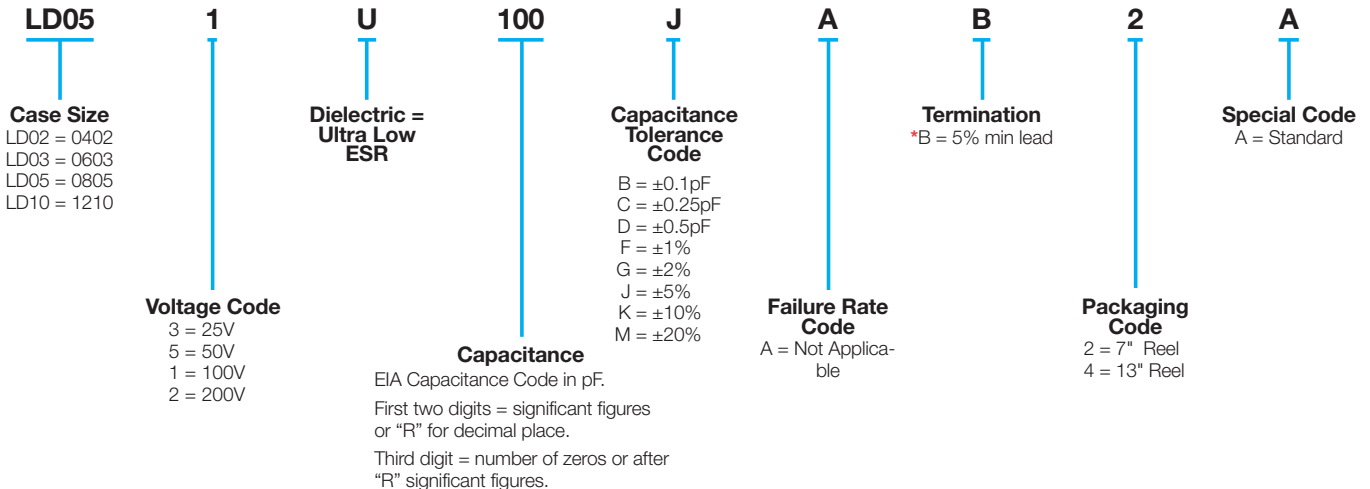 LD05 1 U 100 J A B 2 A
Case Size
LD02 = 0402
LD03 = 0603
LD05 = 0805
LD10 = 1210
Voltage Code
3 = 25V
5 = 50V
1 = 100V
2 = 200V
Dielectric =
Ultra Low
ESR
Capacitance
EIA Capacitance Code in pF.
First two digits = significant figures
or “R” for decimal place.
Third digit = number of zeros or after
“R” significant figures.
Capacitance
Tolerance
Code
B = ±0.1pF
C = ±0.25pF
D = ±0.5pF
F = ±1%
G = ±2%
J = ±5%
K = ±10%
M = ±20%
Failure Rate
Code
A = Not Applica-
ble
Termination
*B = 5% min lead
Packaging
Code
2 = 7" Reel
4 = 13" Reel
Special Code
A = Standard